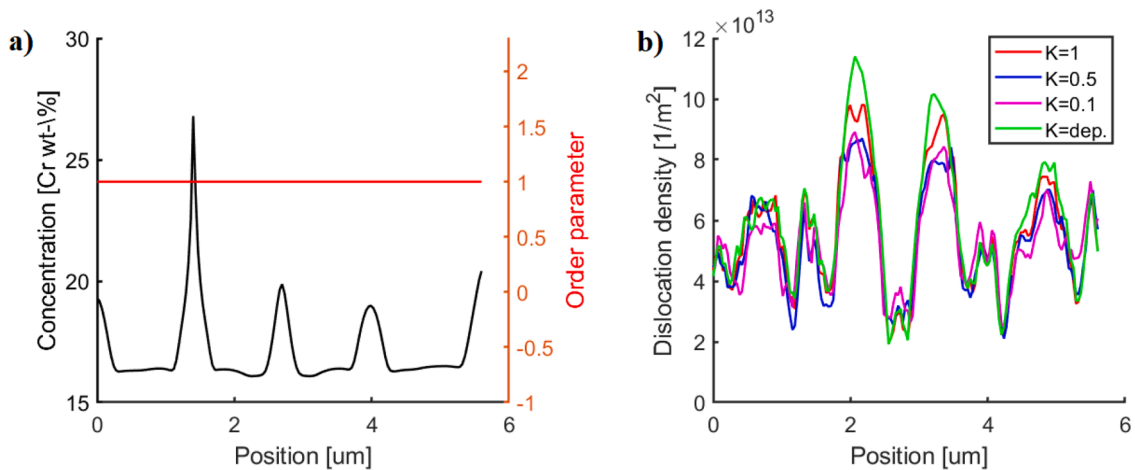 a)
30
25
20
15
Concentration [Cr wt-\%]
0
2
4
6
Position [um]
2
1.5
1
0.5
0
-0.5
-1
Order parameter
b)
×10^13
12
10
8
6
4
2
0
Dislocation density [1/m^2]
0
2
4
6
Position [um]
K=1
K=0.5
K=0.1
K=dep.